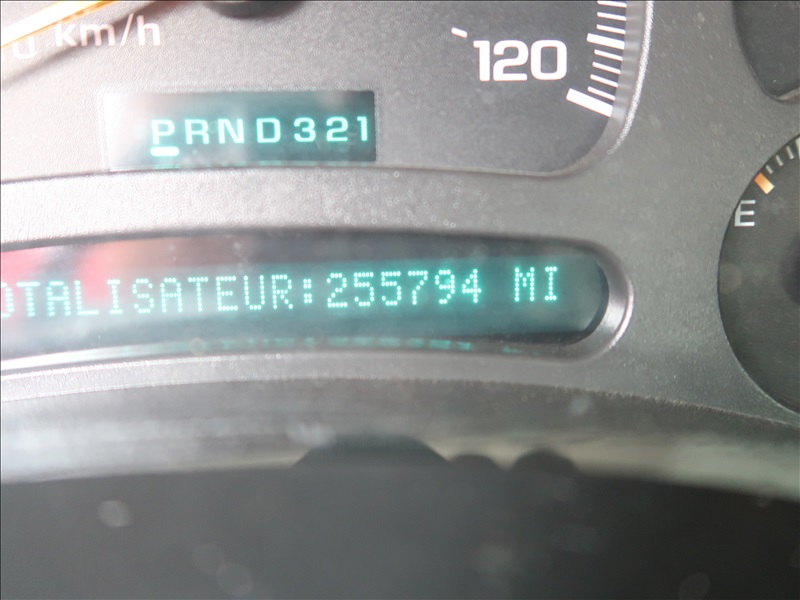 km/h
120
PRND321
E
OTALISATEUR:255794 MI